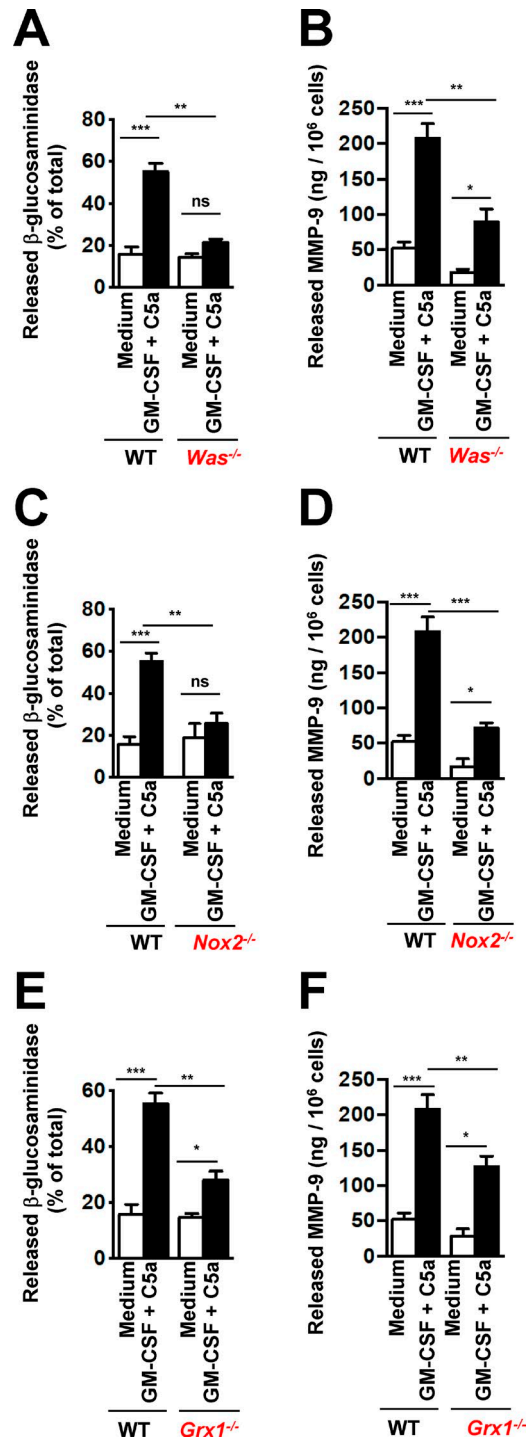 A
Released β-glucosaminidase
(% of total)
80
60
40
20
0
***
**
ns
Medium
GM-CSF + C5a
Medium
GM-CSF + C5a
WT
Was-/-
B
Released MMP-9 (ng / 10⁶ cells)
250
200
150
100
50
0
***
**
*
Medium
GM-CSF + C5a
Medium
GM-CSF + C5a
WT
Was-/-
C
Released β-glucosaminidase
(% of total)
80
60
40
20
0
***
**
ns
Medium
GM-CSF + C5a
Medium
GM-CSF + C5a
WT
Nox2-/-
D
Released MMP-9 (ng / 10⁶ cells)
250
200
150
100
50
0
***
***
*
Medium
GM-CSF + C5a
Medium
GM-CSF + C5a
WT
Nox2-/-
E
Released β-glucosaminidase
(% of total)
60
40
20
0
***
**
*
Medium
GM-CSF + C5a
Medium
GM-CSF + C5a
WT
Grx1-/-
F
Released MMP-9 (ng / 10⁶ cells)
250
200
150
100
50
0
***
**
*
Medium
GM-CSF + C5a
Medium
GM-CSF + C5a
WT
Grx1-/-